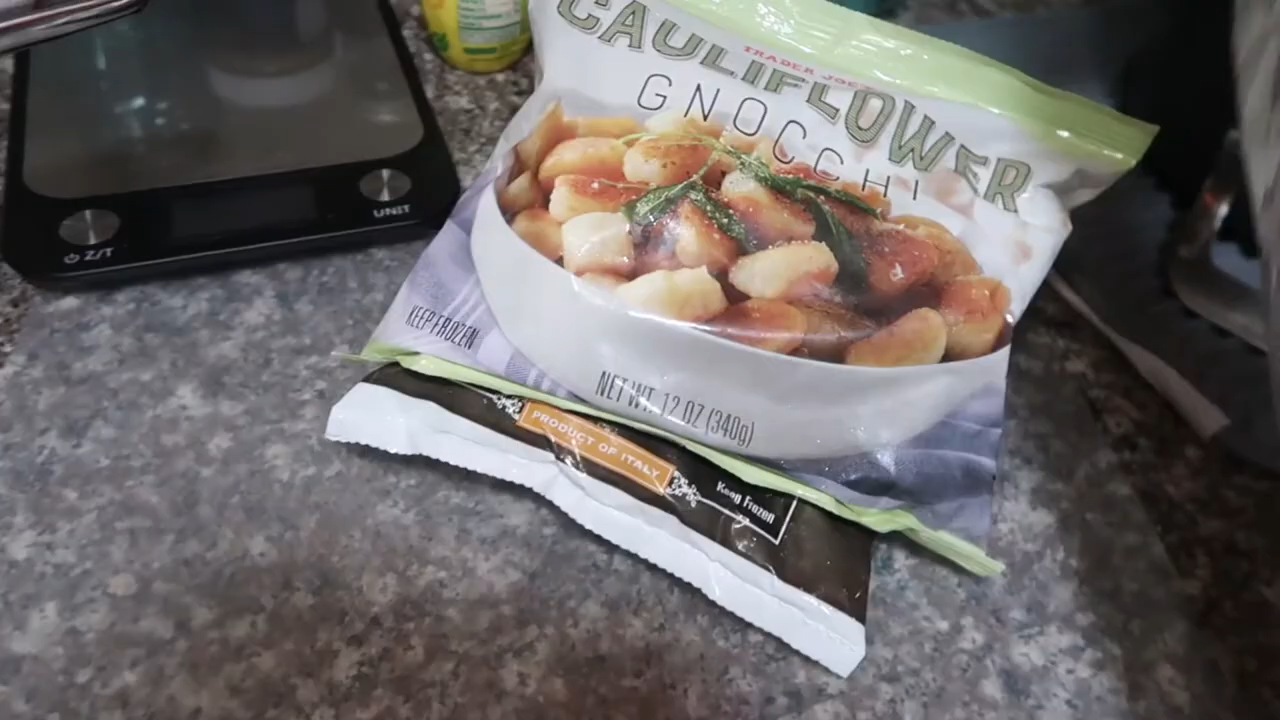 CAULIFLOWER
TRADER JOE'S
GNOCCHI
KEEP FROZEN
NET WT. 12 OZ (340g)
PRODUCT OF ITALY
Keep Frozen
Z/T
UNIT